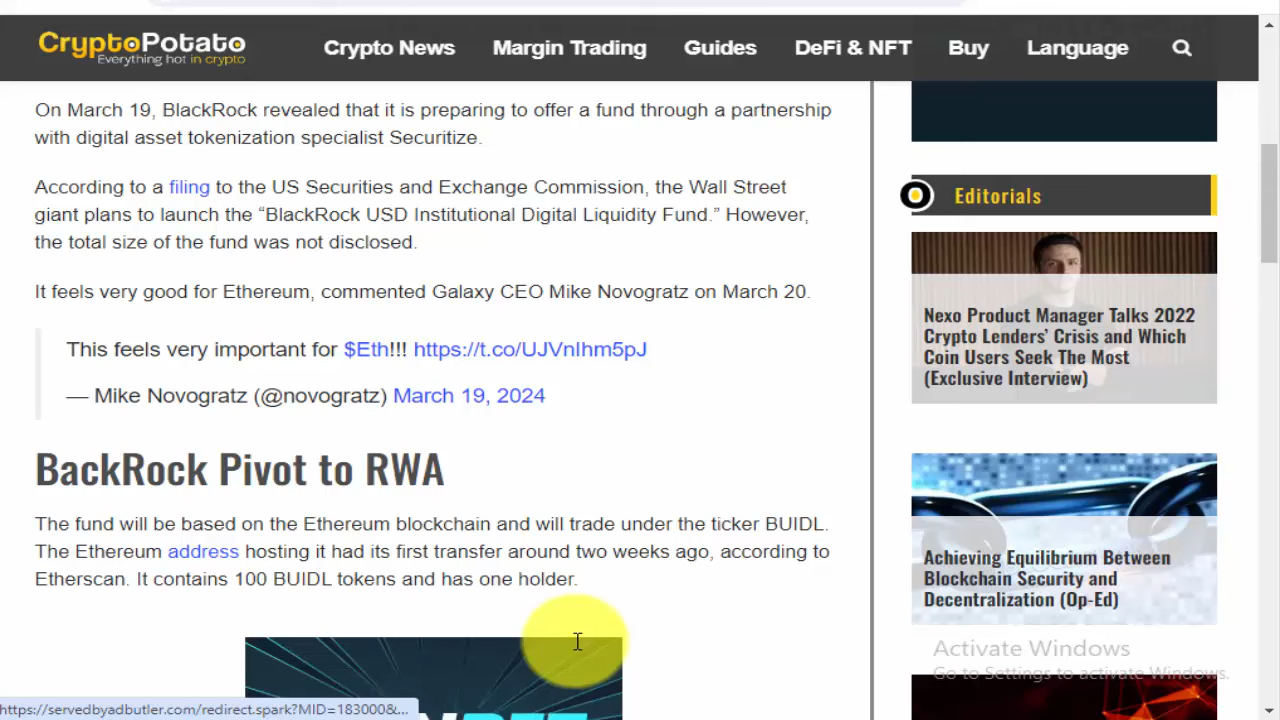 CryptoPotato
Everything hot in crypto
Crypto News
Margin Trading
Guides
DeFi & NFT
Buy
Language
On March 19, BlackRock revealed that it is preparing to offer a fund through a partnership
with digital asset tokenization specialist Securitize.
According to a filing to the US Securities and Exchange Commission, the Wall Street
giant plans to launch the “BlackRock USD Institutional Digital Liquidity Fund.” However,
the total size of the fund was not disclosed.
It feels very good for Ethereum, commented Galaxy CEO Mike Novogratz on March 20.
This feels very important for $Eth!!! https://t.co/UJVnIhm5pJ
— Mike Novogratz (@novogratz) March 19, 2024
BackRock Pivot to RWA
The fund will be based on the Ethereum blockchain and will trade under the ticker BUIDL.
The Ethereum address hosting it had its first transfer around two weeks ago, according to
Etherscan. It contains 100 BUIDL tokens and has one holder.
https://servedbyadbutler.com/redirect.spark?MID=183000&...
Editorials
Nexo Product Manager Talks 2022
Crypto Lenders’ Crisis and Which
Coin Users Seek The Most
(Exclusive Interview)
Achieving Equilibrium Between
Blockchain Security and
Decentralization (Op-Ed)
Activate Windows
Go to Settings to activate Windows.